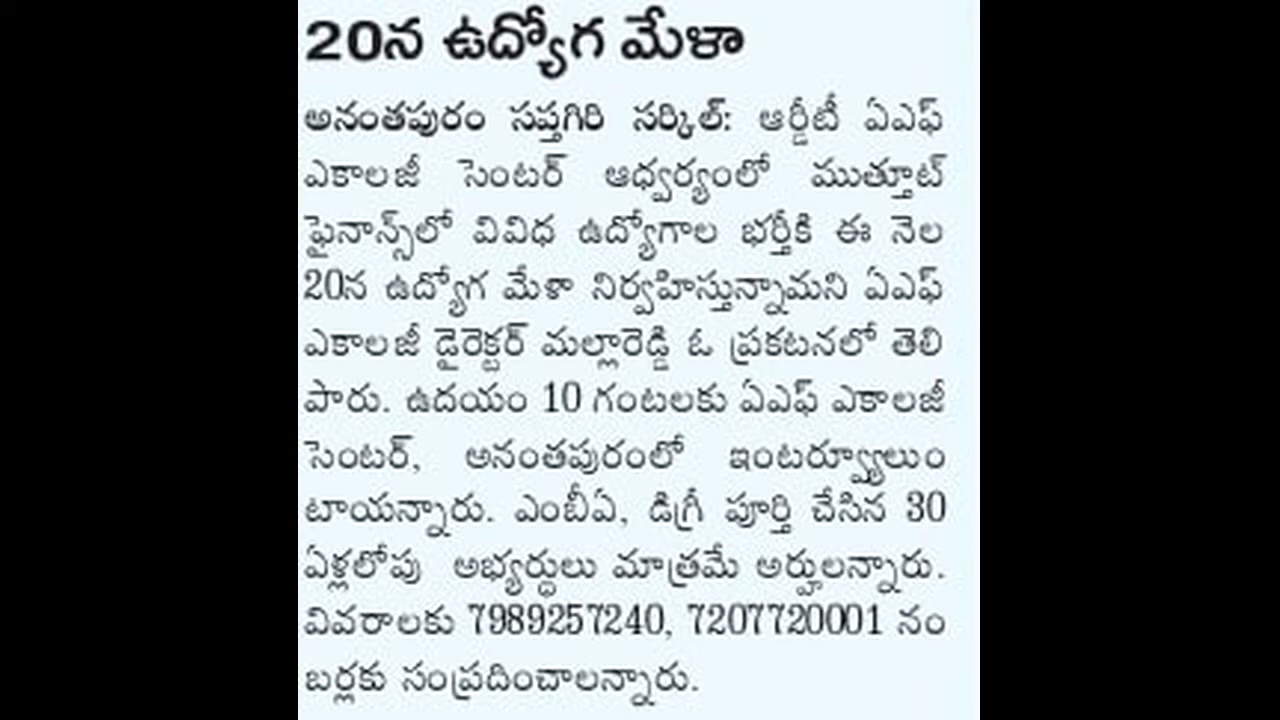 20న ఉద్యోగ మేళా
అనంతపురం సప్తగిరి సర్కిల్: ఆర్డీటీ ఏఎఫ్
ఎకాలజీ సెంటర్ ఆధ్వర్యంలో ముత్తూట్
ఫైనాన్స్‌లో వివిధ ఉద్యోగాల భర్తీకి ఈ నెల
20న ఉద్యోగ మేళా నిర్వహిస్తున్నామని ఏఎఫ్
ఎకాలజీ డైరెక్టర్ మల్లారెడ్డి ఓ ప్రకటనలో తెలి
పారు. ఉదయం 10 గంటలకు ఏఎఫ్ ఎకాలజీ
సెంటర్, అనంతపురంలో ఇంటర్వ్యూలుం
టాయన్నారు. ఎంబీఏ, డిగ్రీ పూర్తి చేసిన 30
ఏళ్లలోపు అభ్యర్థులు మాత్రమే అర్హులన్నారు.
వివరాలకు 7989257240, 7207720001 నం
బర్లకు సంప్రదించాలన్నారు.